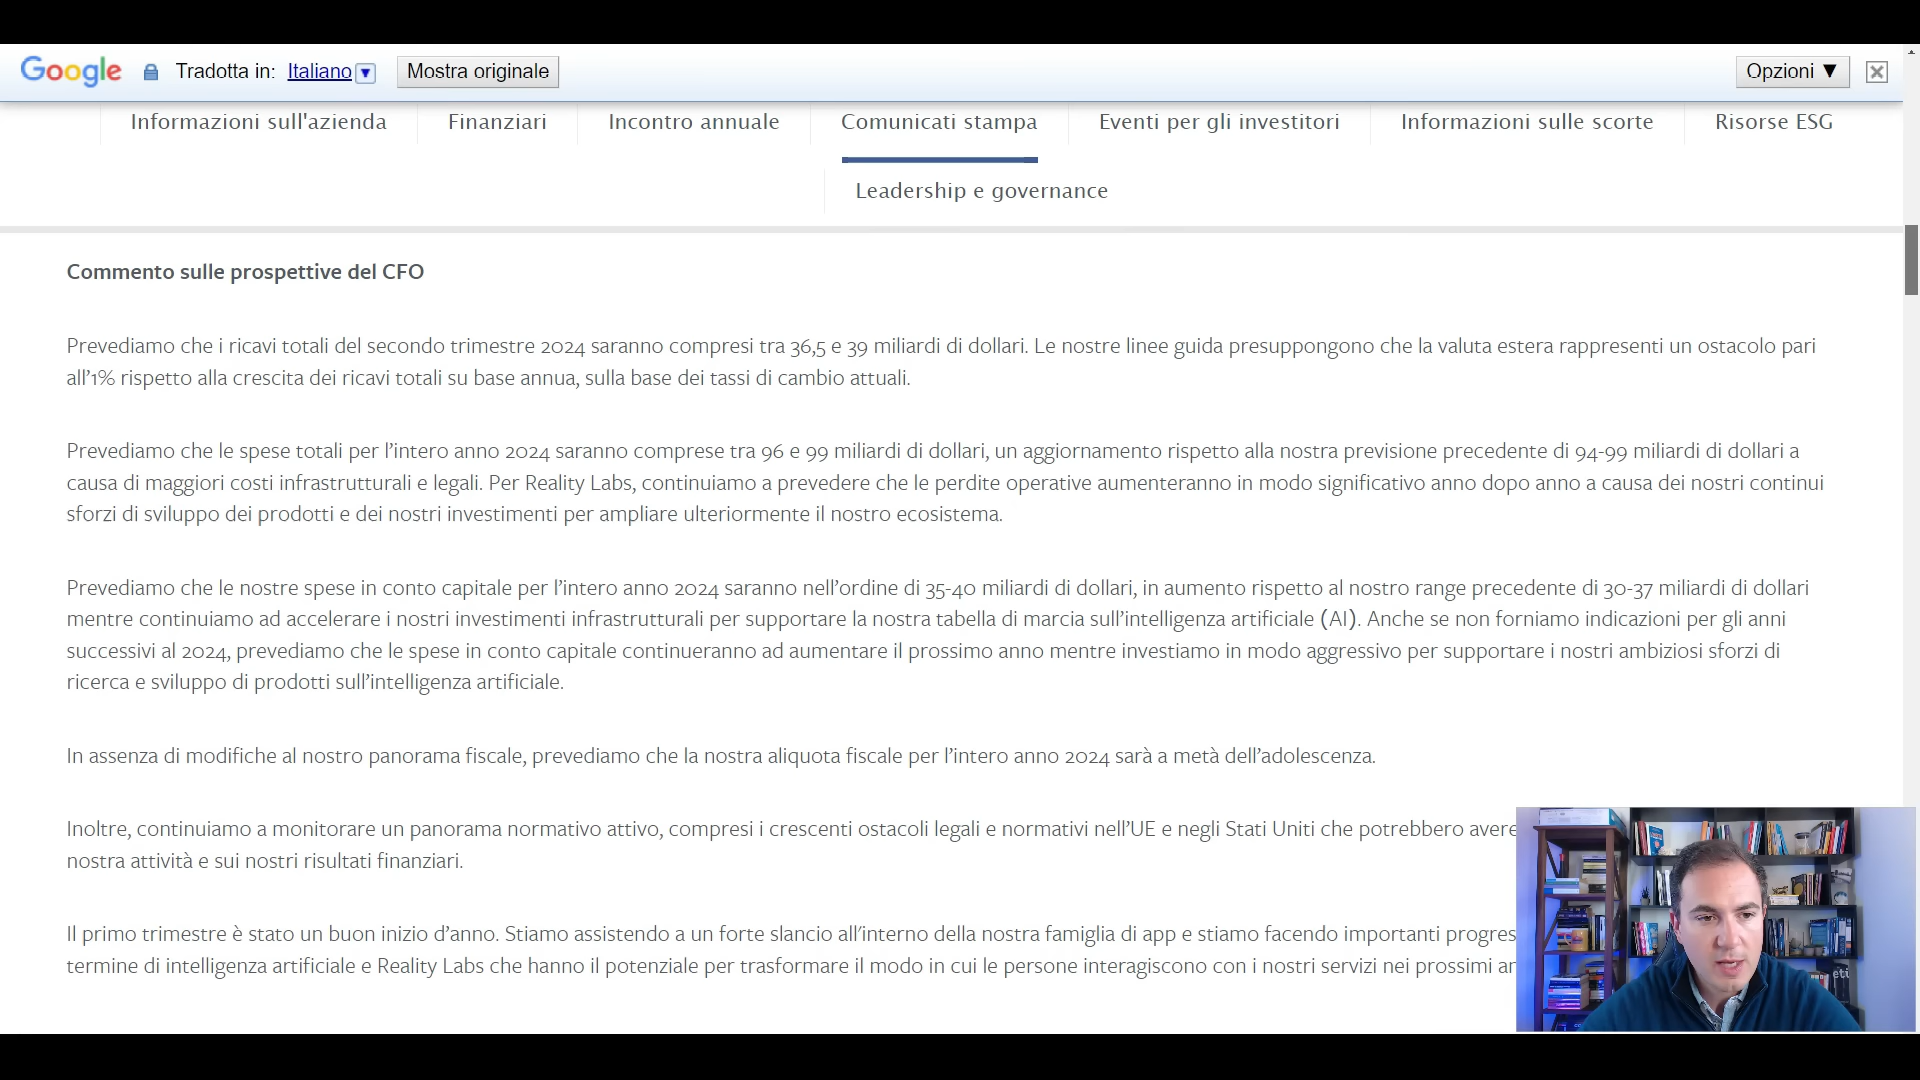 Google Tradotta in: Italiano ▼ Mostra originale Opzioni ▼
Informazioni sull'azienda Finanziari Incontro annuale Comunicati stampa Eventi per gli investitori Informazioni sulle scorte Risorse ESG
Leadership e governance
Commento sulle prospettive del CFO
Prevediamo che i ricavi totali del secondo trimestre 2024 saranno compresi tra 36,5 e 39 miliardi di dollari. Le nostre linee guida presuppongono che la valuta estera rappresenti un ostacolo pari
all’1% rispetto alla crescita dei ricavi totali su base annua, sulla base dei tassi di cambio attuali.
Prevediamo che le spese totali per l’intero anno 2024 saranno comprese tra 96 e 99 miliardi di dollari, un aggiornamento rispetto alla nostra previsione precedente di 94-99 miliardi di dollari a
causa di maggiori costi infrastrutturali e legali. Per Reality Labs, continuiamo a prevedere che le perdite operative aumenteranno in modo significativo anno dopo anno a causa dei nostri continui
sforzi di sviluppo dei prodotti e dei nostri investimenti per ampliare ulteriormente il nostro ecosistema.
Prevediamo che le nostre spese in conto capitale per l’intero anno 2024 saranno nell’ordine di 35-40 miliardi di dollari, in aumento rispetto al nostro range precedente di 30-37 miliardi di dollari
mentre continuiamo ad accelerare i nostri investimenti infrastrutturali per supportare la nostra tabella di marcia sull’intelligenza artificiale (AI). Anche se non forniamo indicazioni per gli anni
successivi al 2024, prevediamo che le spese in conto capitale continueranno ad aumentare il prossimo anno mentre investiamo in modo aggressivo per supportare i nostri ambiziosi sforzi di
ricerca e sviluppo di prodotti sull’intelligenza artificiale.
In assenza di modifiche al nostro panorama fiscale, prevediamo che la nostra aliquota fiscale per l’intero anno 2024 sarà a metà dell’adolescenza.
Inoltre, continuiamo a monitorare un panorama normativo attivo, compresi i crescenti ostacoli legali e normativi nell’UE e negli Stati Uniti che potrebbero avere
nostra attività e sui nostri risultati finanziari.
Il primo trimestre è stato un buon inizio d’anno. Stiamo assistendo a un forte slancio all'interno della nostra famiglia di app e stiamo facendo importanti progres
termine di intelligenza artificiale e Reality Labs che hanno il potenziale per trasformare il modo in cui le persone interagiscono con i nostri servizi nei prossimi